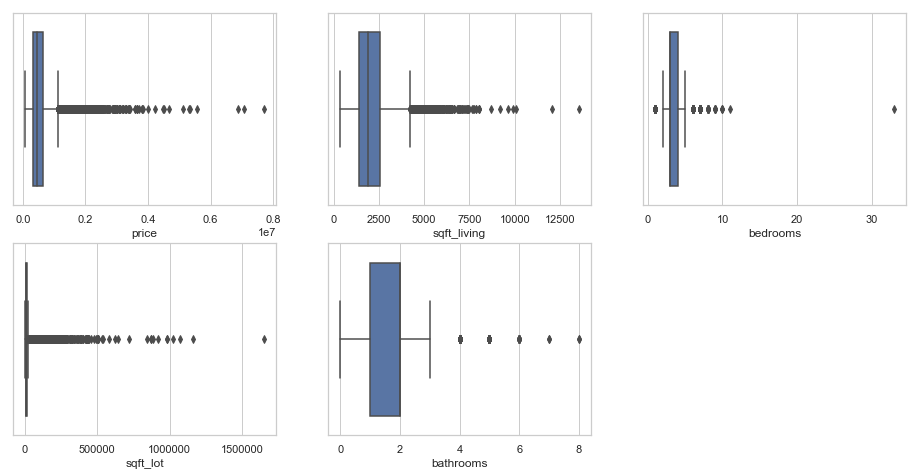 0.0 0.2 0.4 0.6 0.8
price 1e7
0 2500 5000 7500 10000 12500
sqft_living
0 10 20 30
bedrooms
0 500000 1000000 1500000
sqft_lot
0 2 4 6 8
bathrooms